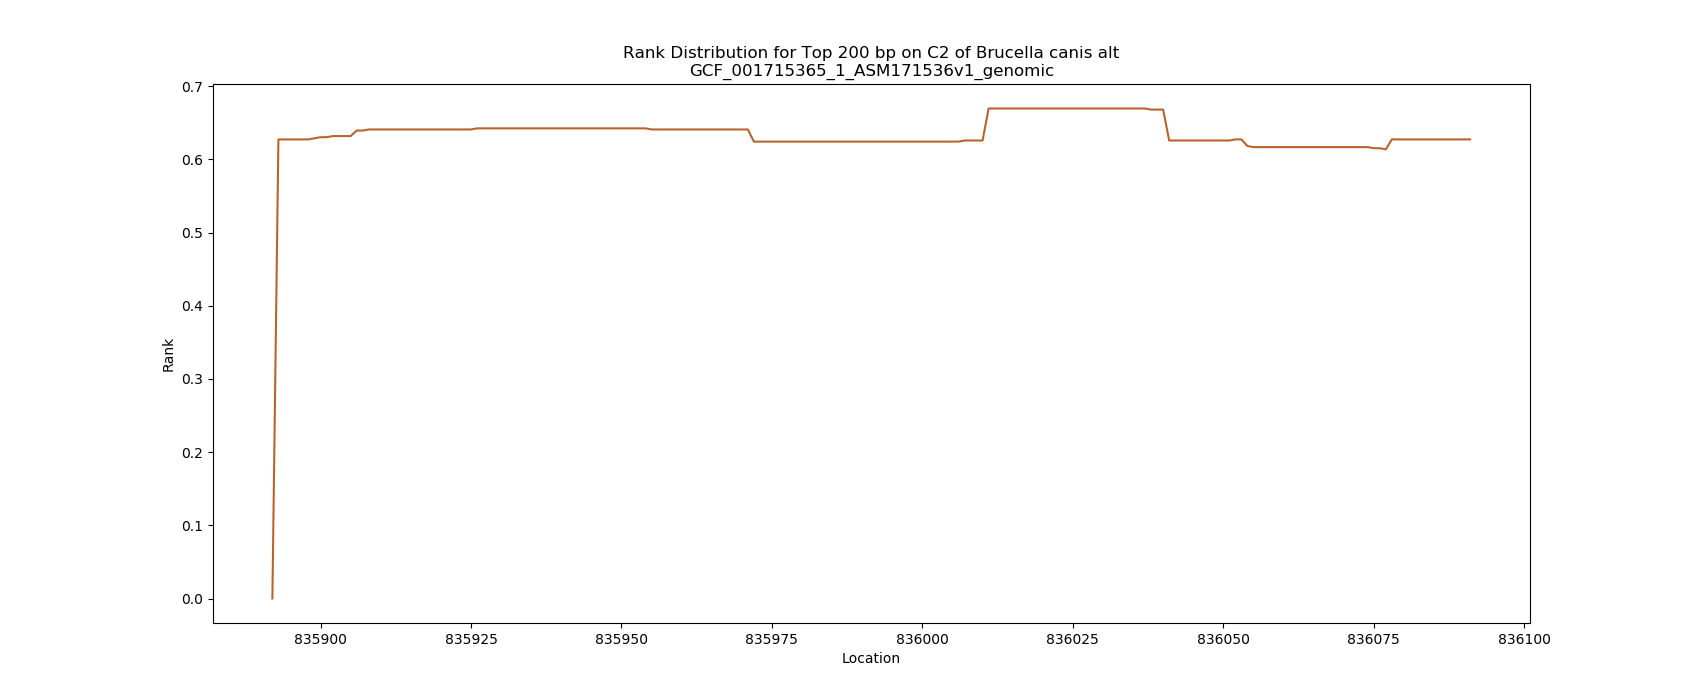 Rank Distribution for Top 200 bp on C2 of Brucella canis alt
GCF_001715365_1_ASM171536v1_genomic
0.7
0.6
0.5
0.4
0.3
0.2
0.1
0.0
Rank
835900 835925 835950 835975 836000 836025 836050 836075 836100
Location